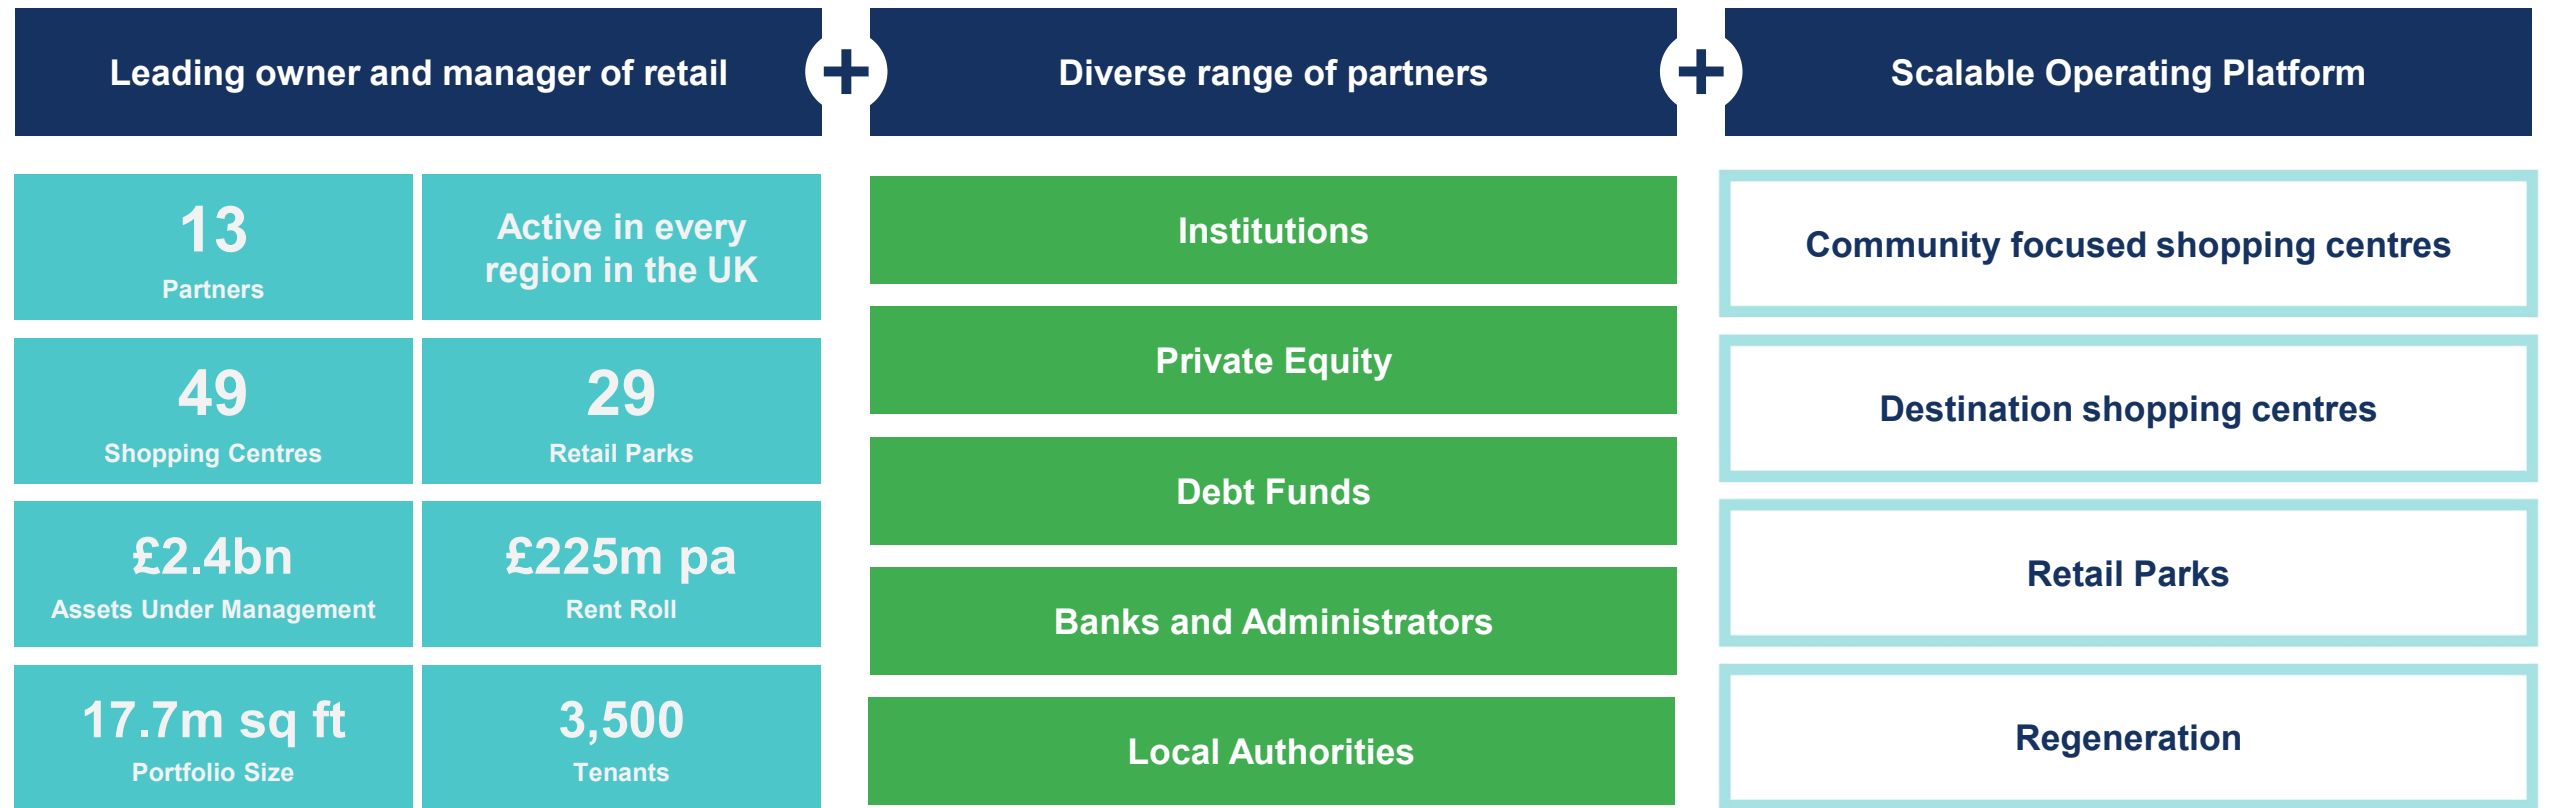 Leading owner and manager of retail
+
Diverse range of partners
+
Scalable Operating Platform
13
Partners
Active in every
region in the UK
49
Shopping Centres
29
Retail Parks
£2.4bn
Assets Under Management
£225m pa
Rent Roll
17.7m sq ft
Portfolio Size
3,500
Tenants
Institutions
Private Equity
Debt Funds
Banks and Administrators
Local Authorities
Community focused shopping centres
Destination shopping centres
Retail Parks
Regeneration